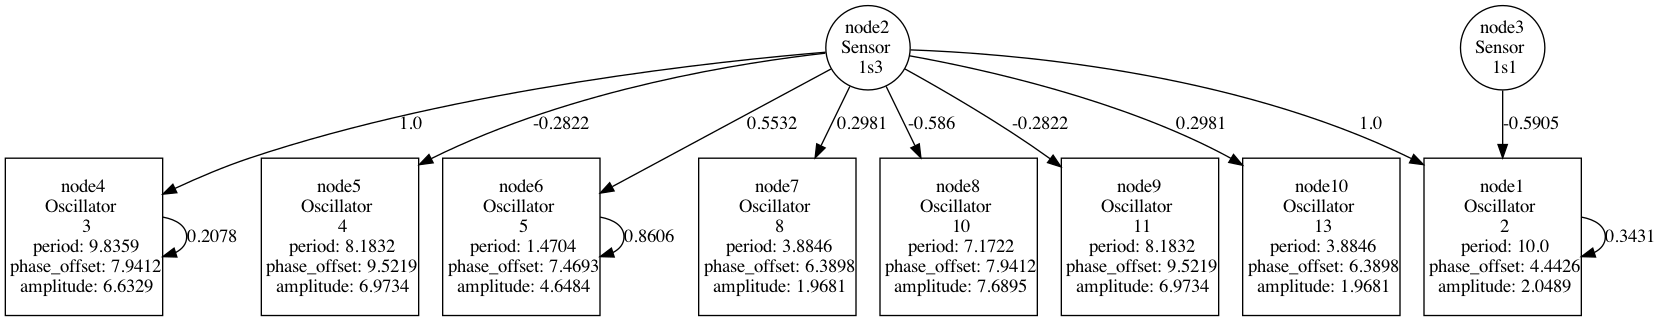 node2
Sensor
1s3
node3
Sensor
1s1
1.0
-0.2822
0.5532
0.2981
-0.586
-0.2822
0.2981
1.0
-0.5905
node4
Oscillator
3
period: 9.8359
phase_offset: 7.9412
amplitude: 6.6329
0.2078
node5
Oscillator
4
period: 8.1832
phase_offset: 9.5219
amplitude: 6.9734
node6
Oscillator
5
period: 1.4704
phase_offset: 7.4693
amplitude: 4.6484
0.8606
node7
Oscillator
8
period: 3.8846
phase_offset: 6.3898
amplitude: 1.9681
node8
Oscillator
10
period: 7.1722
phase_offset: 7.9412
amplitude: 7.6895
node9
Oscillator
11
period: 8.1832
phase_offset: 9.5219
amplitude: 6.9734
node10
Oscillator
13
period: 3.8846
phase_offset: 6.3898
amplitude: 1.9681
node1
Oscillator
2
period: 10.0
phase_offset: 4.4426
amplitude: 2.0489
0.3431